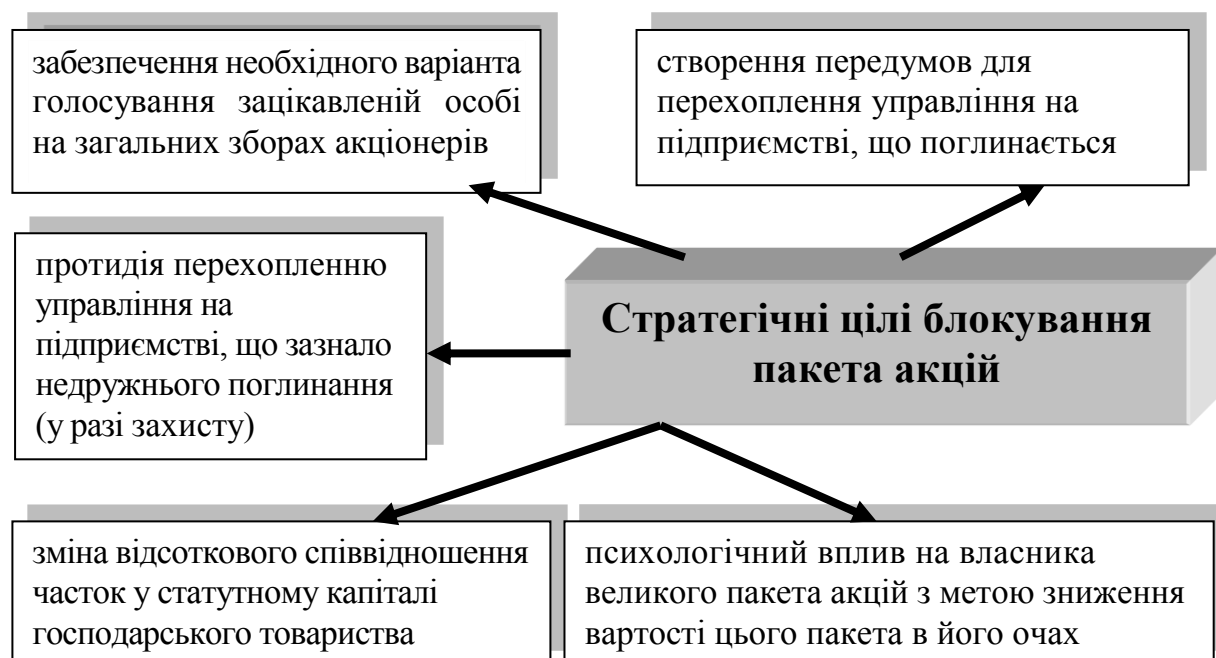 забезпечення необхідного варіанта
голосування зацікавленій особі
на загальних зборах акціонерів
створення передумов для
перехоплення управління на
підприємстві, що поглинається
протидія перехопленню
управління на
підприємстві, що зазнало
недружнього поглинання
(у разі захисту)
Стратегічні цілі блокування
пакета акцій
зміна відсоткового співвідношення
часток у статутному капіталі
господарського товариства
психологічний вплив на власника
великого пакета акцій з метою зниження
вартості цього пакета в його очах